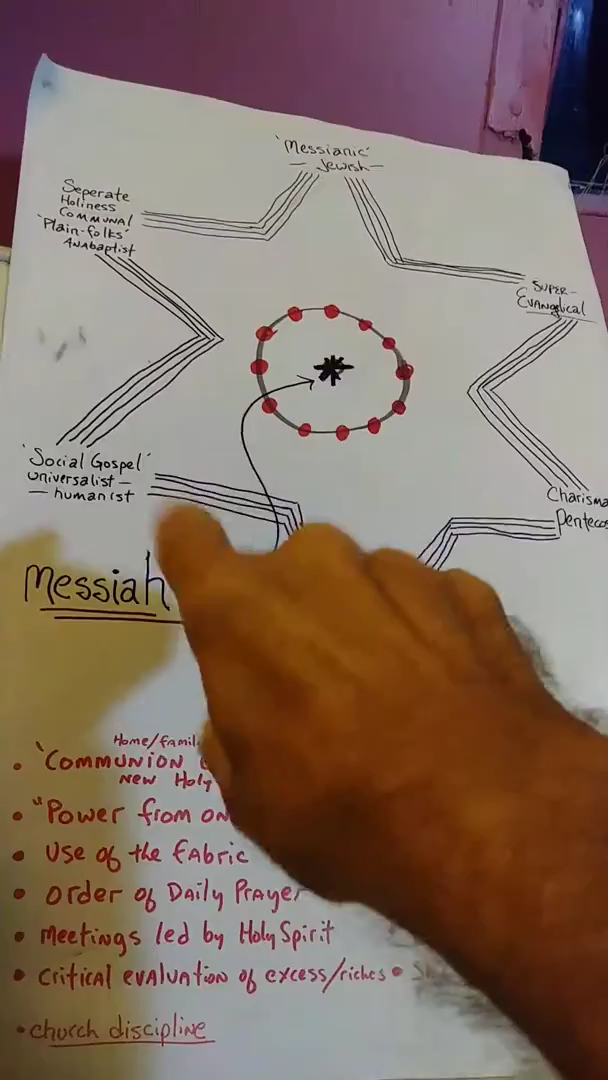 'Messianic'
— Jewish —
Seperate
Holiness
COMMUNAL
'Plain-folks'
ANABAPTIST
SUPER-
EVANGELICAL
'Social Gospel'
universalist —
— humanist
Charisma
Pentecos
Messiah
Home/famil
• 'COMMUNION
NEW Holy
• "Power from ON
• Use of the FABRIC
• Order of Daily Prayer
• Meetings led by Holy Spirit
• critical evaluation of excess/riches •
• church discipline